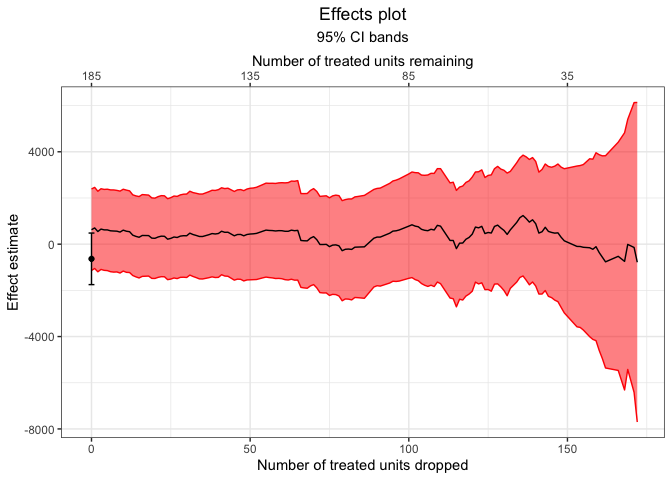 Effects plot
95% CI bands
Number of treated units remaining
185 135 85 35
4000
0
-4000
-8000
Effect estimate
0 50 100 150
Number of treated units dropped